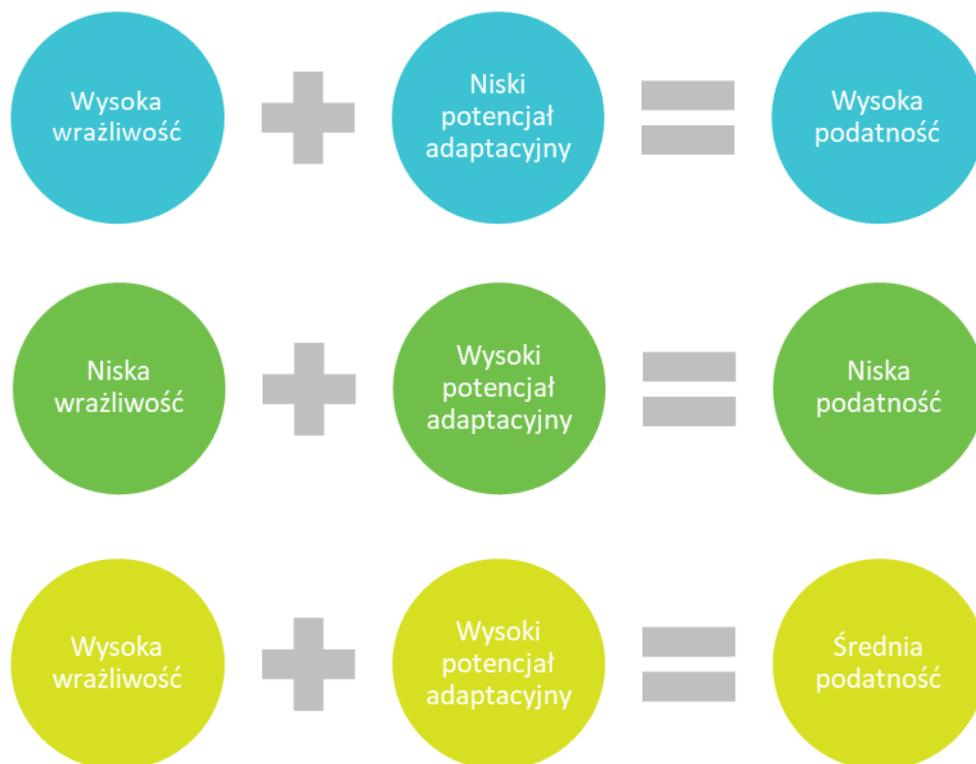 Wysoka
wrażliwość
Niski
potencjał
adaptacyjny
Wysoka
podatność
Niska
wrażliwość
Wysoki
potencjał
adaptacyjny
Niska
podatność
Wysoka
wrażliwość
Wysoki
potencjał
adaptacyjny
Średnia
podatność